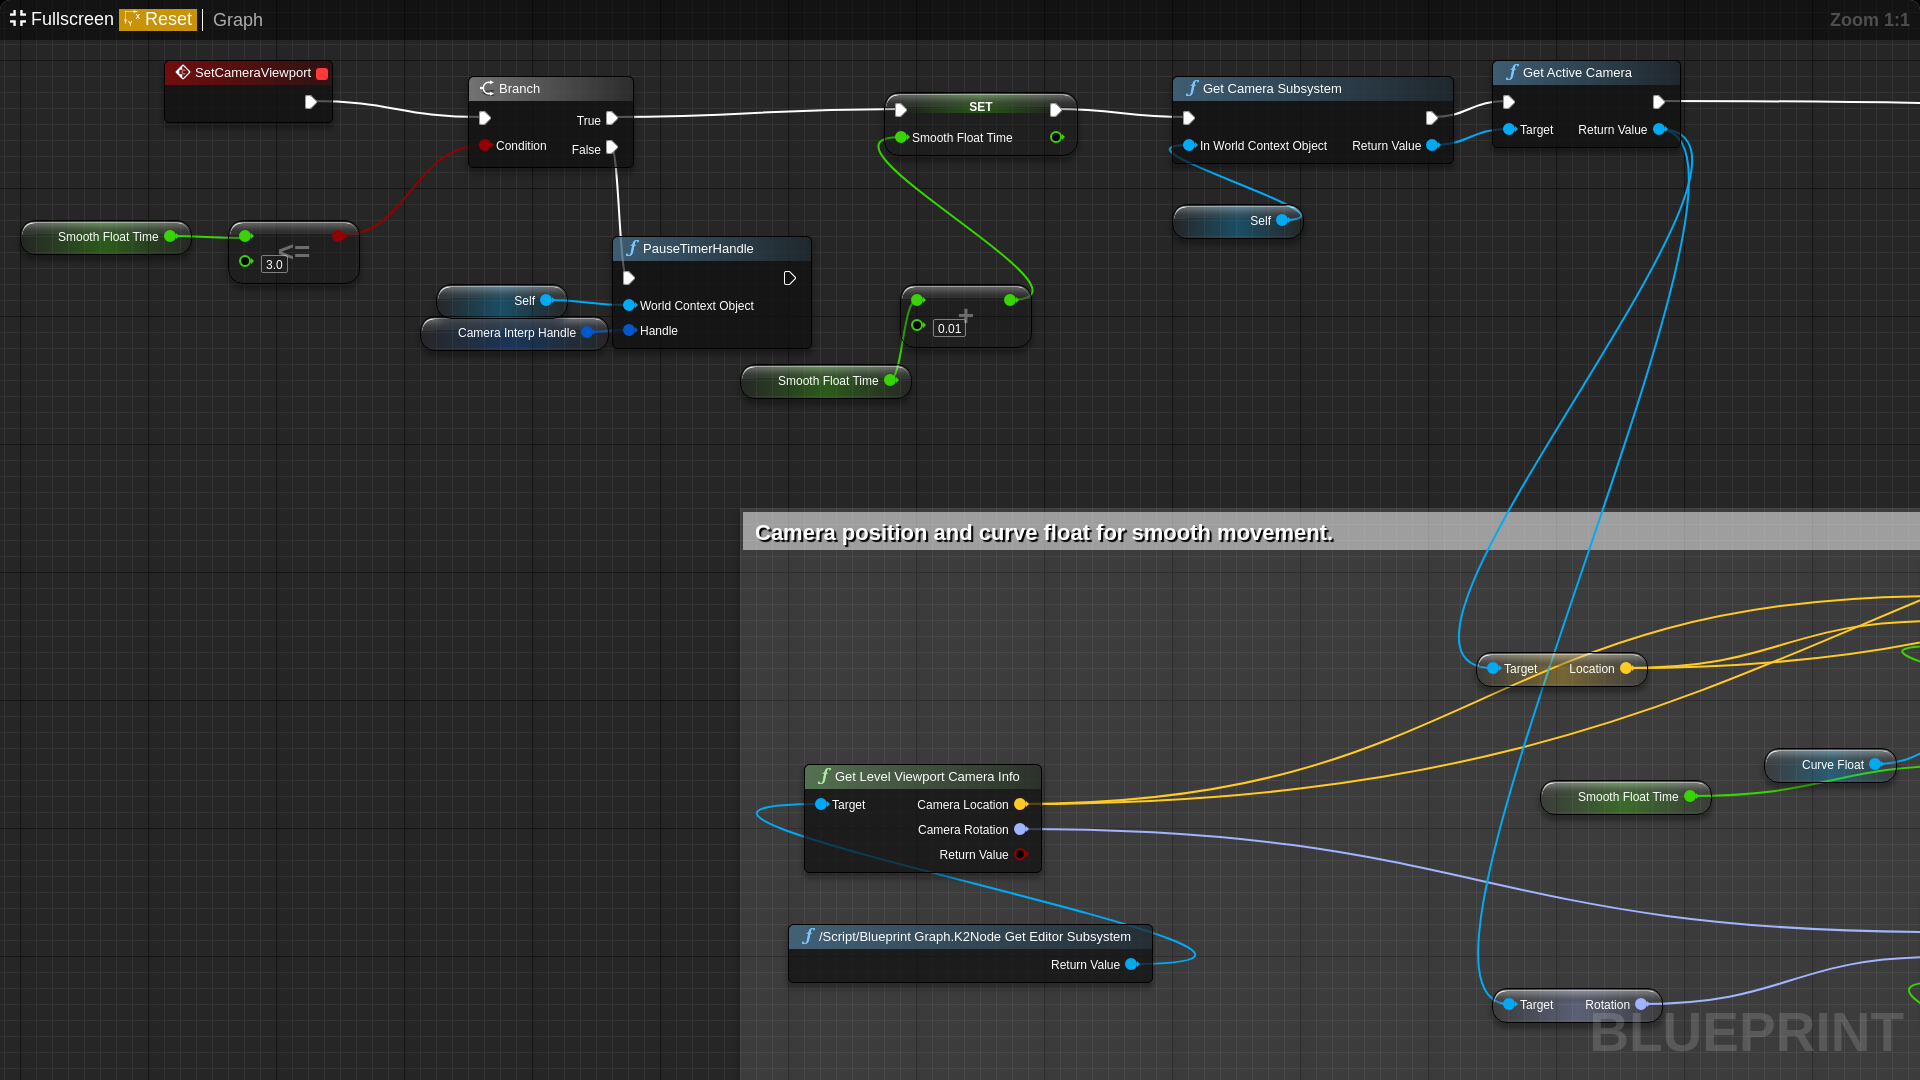 Fullscreen Reset Graph Zoom 1:1
SetCameraViewport
Branch
True
Condition
False
SET
Smooth Float Time
Get Camera Subsystem
In World Context Object Return Value
Get Active Camera
Target Return Value
Self
Smooth Float Time
<=
3.0
PauseTimerHandle
World Context Object
Handle
Self
Camera Interp Handle
+
0.01
Smooth Float Time
Camera position and curve float for smooth movement.
Target Location
Curve Float
Smooth Float Time
Get Level Viewport Camera Info
Target Camera Location
Camera Rotation
Return Value
/Script/Blueprint Graph.K2Node Get Editor Subsystem
Return Value
Target Rotation
BLUEPRINT